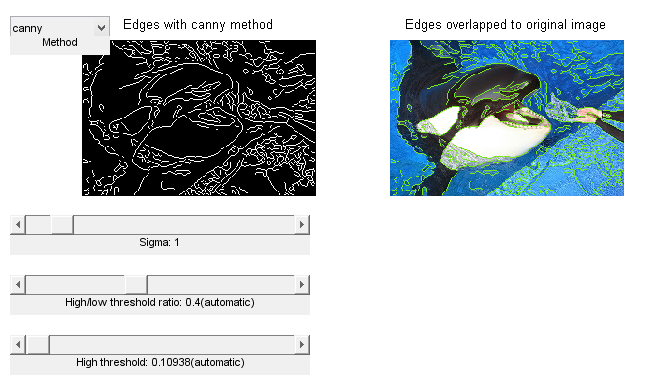 canny
Method
Edges with canny method
Edges overlapped to original image
Sigma: 1
High/low threshold ratio: 0.4(automatic)
High threshold: 0.10938(automatic)